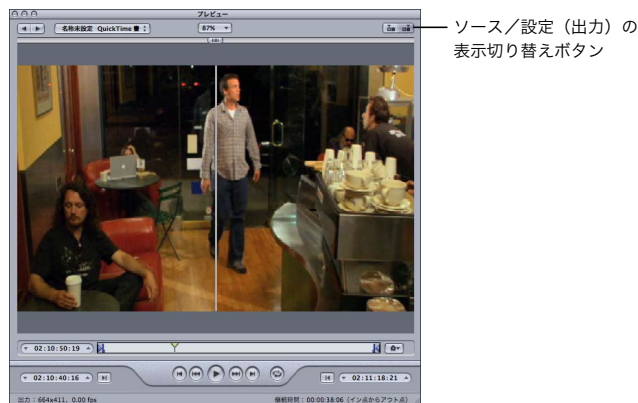 プレビュー
名称未設定 QuickTime
87%
ソース／設定（出力）の
表示切り替えボタン
02:10:50:19
02:10:40:16
02:11:18:21
出力：664x411、0.00 fps
継続時間：00:00:38:06（イン点からアウト点）